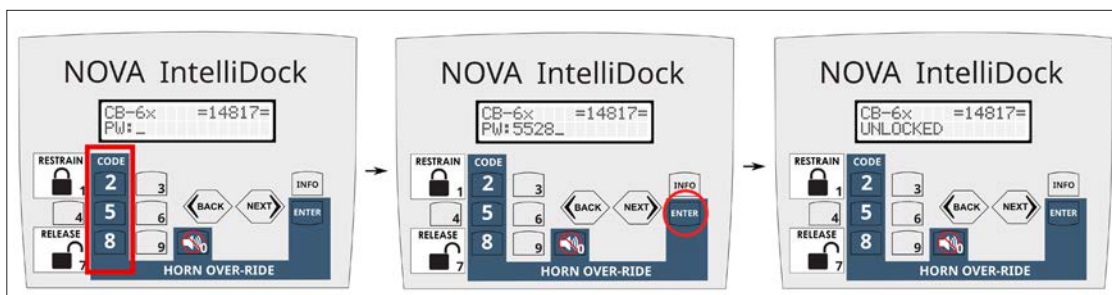 NOVA IntelliDock
CB-6x =14817=
PW:_
RESTRAIN
1
CODE
2
3
4
5
6
BACK
NEXT
INFO
ENTER
RELEASE
7
8
9
0
HORN OVER-RIDE
NOVA IntelliDock
CB-6x =14817=
PW:5528_
RESTRAIN
1
CODE
2
3
4
5
6
BACK
NEXT
INFO
ENTER
RELEASE
7
8
9
0
HORN OVER-RIDE
NOVA IntelliDock
CB-6x =14817=
UNLOCKED
RESTRAIN
1
CODE
2
3
4
5
6
BACK
NEXT
INFO
ENTER
RELEASE
7
8
9
0
HORN OVER-RIDE